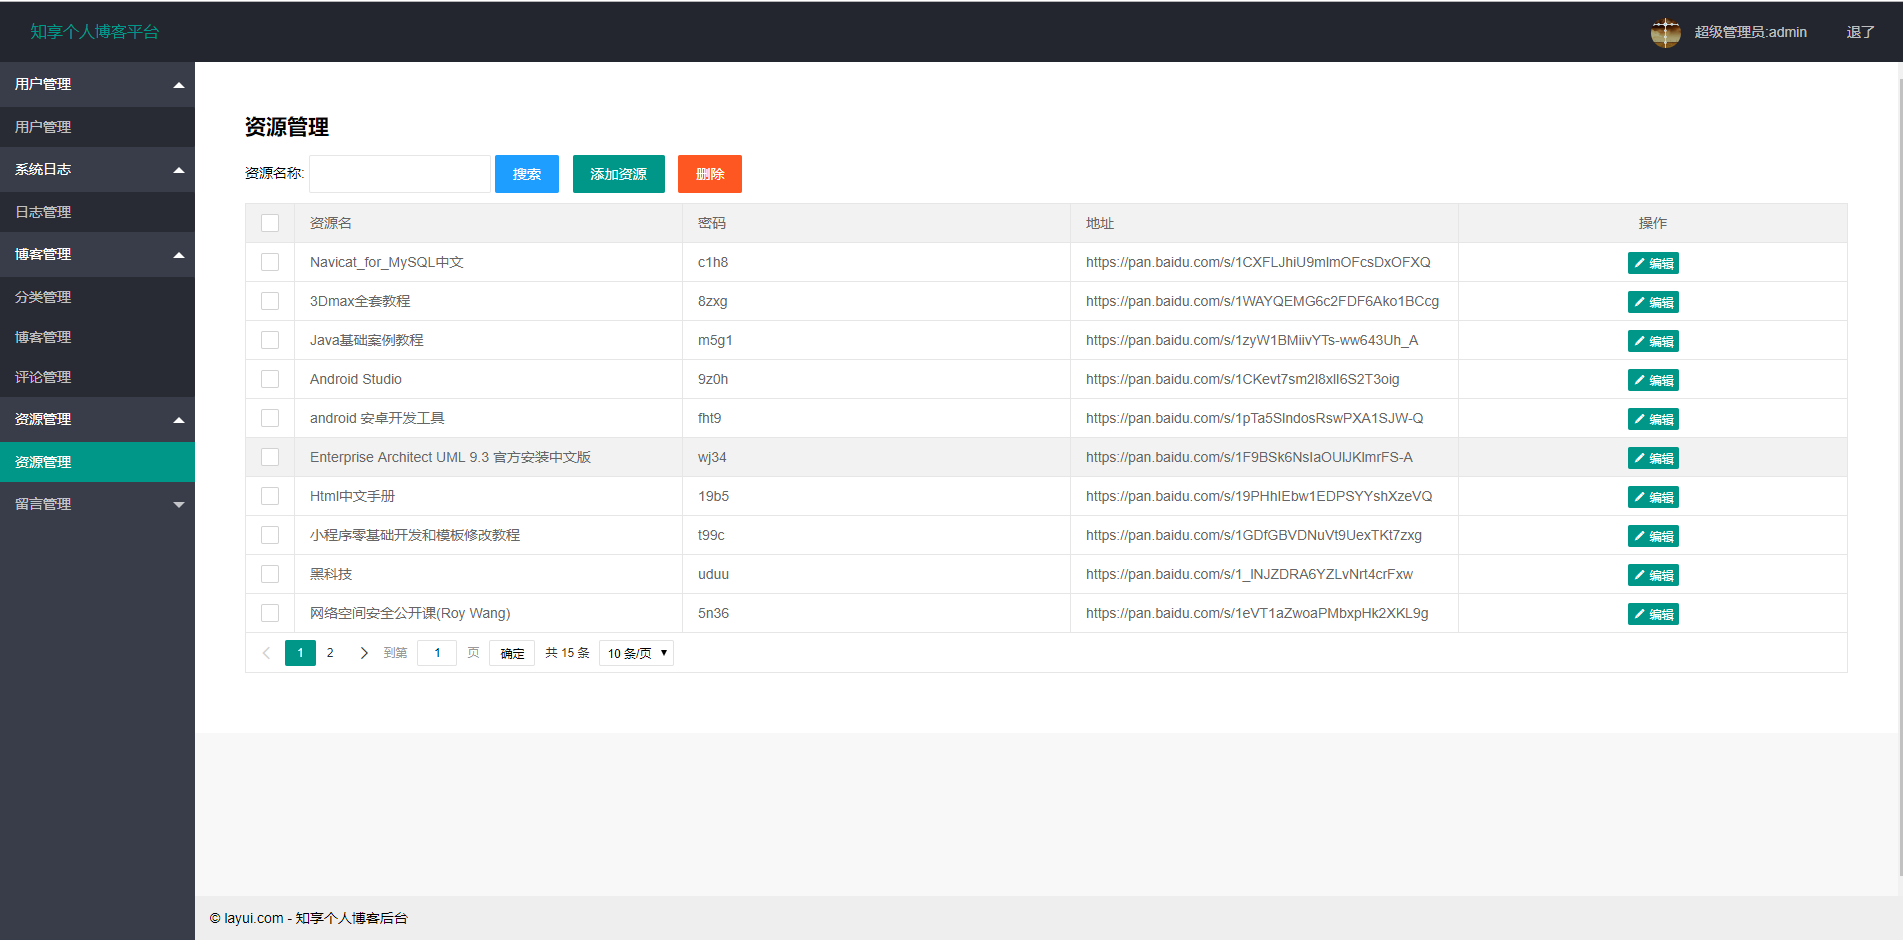 知享个人博客平台
超级管理员:admin 退了
用户管理
用户管理
系统日志
日志管理
博客管理
分类管理
博客管理
评论管理
资源管理
资源管理
留言管理
资源管理
资源名称: 搜索 添加资源 删除
资源名 密码 地址 操作
Navicat_for_MySQL中文 c1h8 https://pan.baidu.com/s/1CXFLJhiU9mImOFcsDxOFXQ 编辑
3Dmax全套教程 8zxg https://pan.baidu.com/s/1WAYQEMG6c2FDF6Ako1BCcg 编辑
Java基础案例教程 m5g1 https://pan.baidu.com/s/1zyW1BMiivYTs-ww643Uh_A 编辑
Android Studio 9z0h https://pan.baidu.com/s/1CKevt7sm2l8xlI6S2T3oig 编辑
android 安卓开发工具 fht9 https://pan.baidu.com/s/1pTa5SIndosRswPXA1SJW-Q 编辑
Enterprise Architect UML 9.3 官方安装中文版 wj34 https://pan.baidu.com/s/1F9BSk6NsIaOUIJKlmrFS-A 编辑
Html中文手册 19b5 https://pan.baidu.com/s/19PHhIEbw1EDPSYYshXzeVQ 编辑
小程序零基础开发和模板修改教程 t99c https://pan.baidu.com/s/1GDfGBVDNuVt9UexTKt7zxg 编辑
黑科技 uduu https://pan.baidu.com/s/1_INJZDRA6YZLvNrt4crFxw 编辑
网络空间安全公开课(Roy Wang) 5n36 https://pan.baidu.com/s/1eVT1aZwoaPMbxpHk2XKL9g 编辑
1 2 到第 1 页 确定 共 15 条 10 条/页
© layui.com - 知享个人博客后台